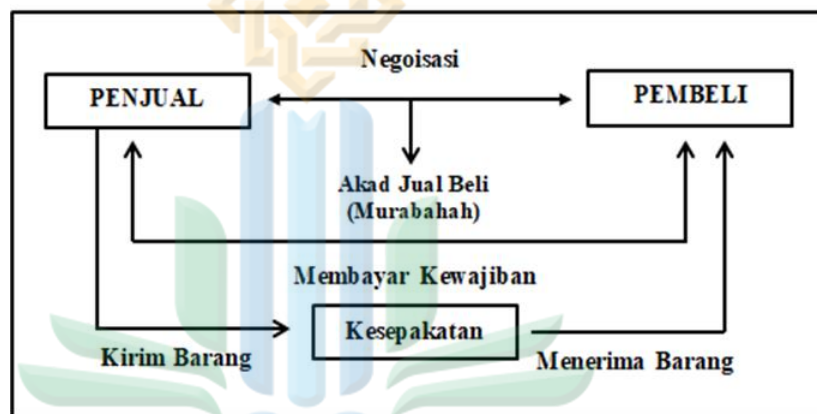 Negoisasi
PENJUAL
PEMBELI
Akad Jual Beli
(Murabahah)
Membayar Kewajiban
Kesepakatan
Kirim Barang
Menerima Barang